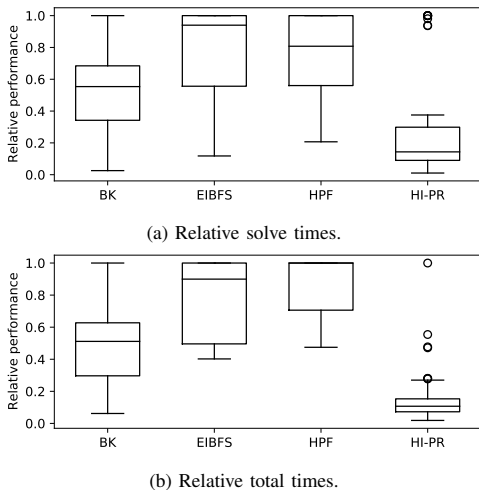 Relative performance
1.0
0.8
0.6
0.4
0.2
0.0
BK EIBFS HPF HI-PR
(a) Relative solve times.
Relative performance
1.0
0.8
0.6
0.4
0.2
0.0
BK EIBFS HPF HI-PR
(b) Relative total times.